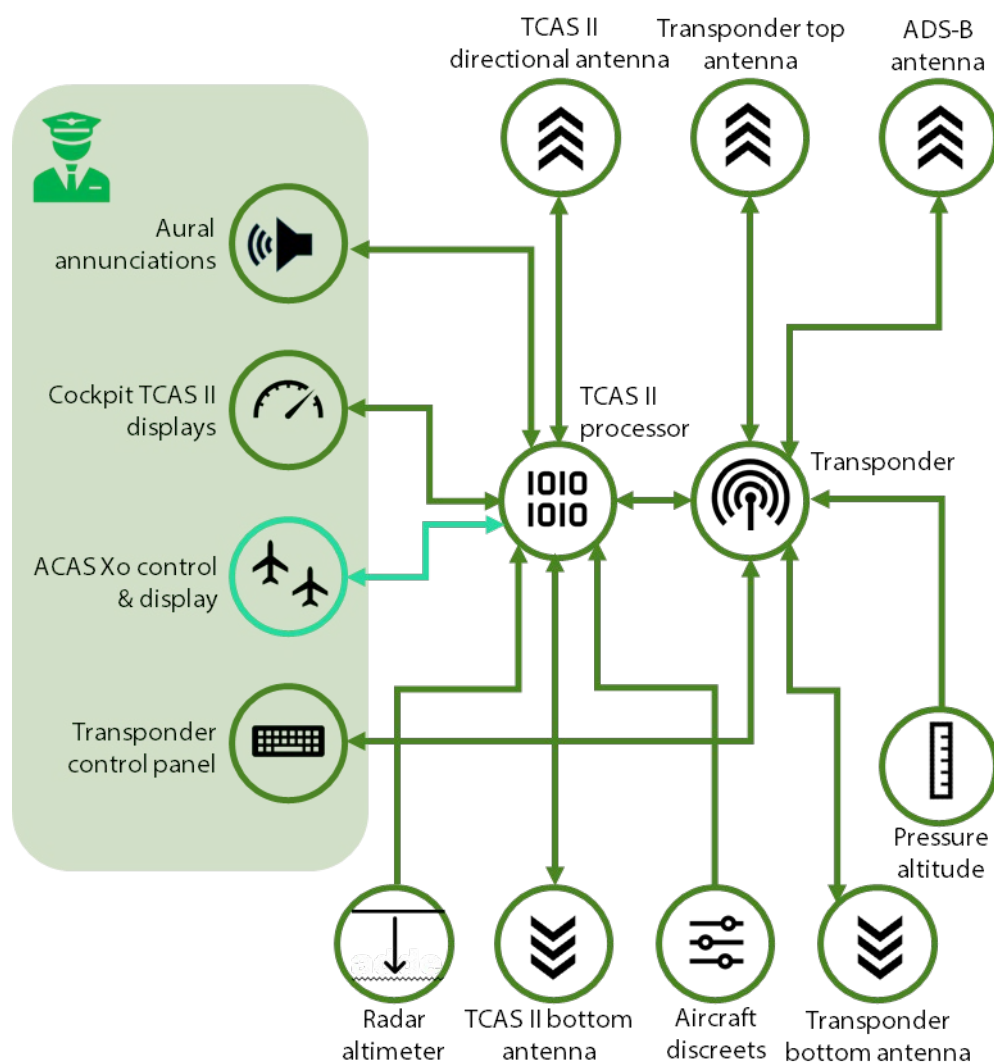 TCAS II
directional antenna
Transponder top
antenna
ADS-B
antenna
Aural
annunciations
Cockpit TCAS II
displays
TCAS II
processor
1010
1010
Transponder
ACAS Xo control
& display
Transponder
control panel
Pressure
altitude
Radar
altimeter
TCAS II bottom
antenna
Aircraft
discreets
Transponder
bottom antenna